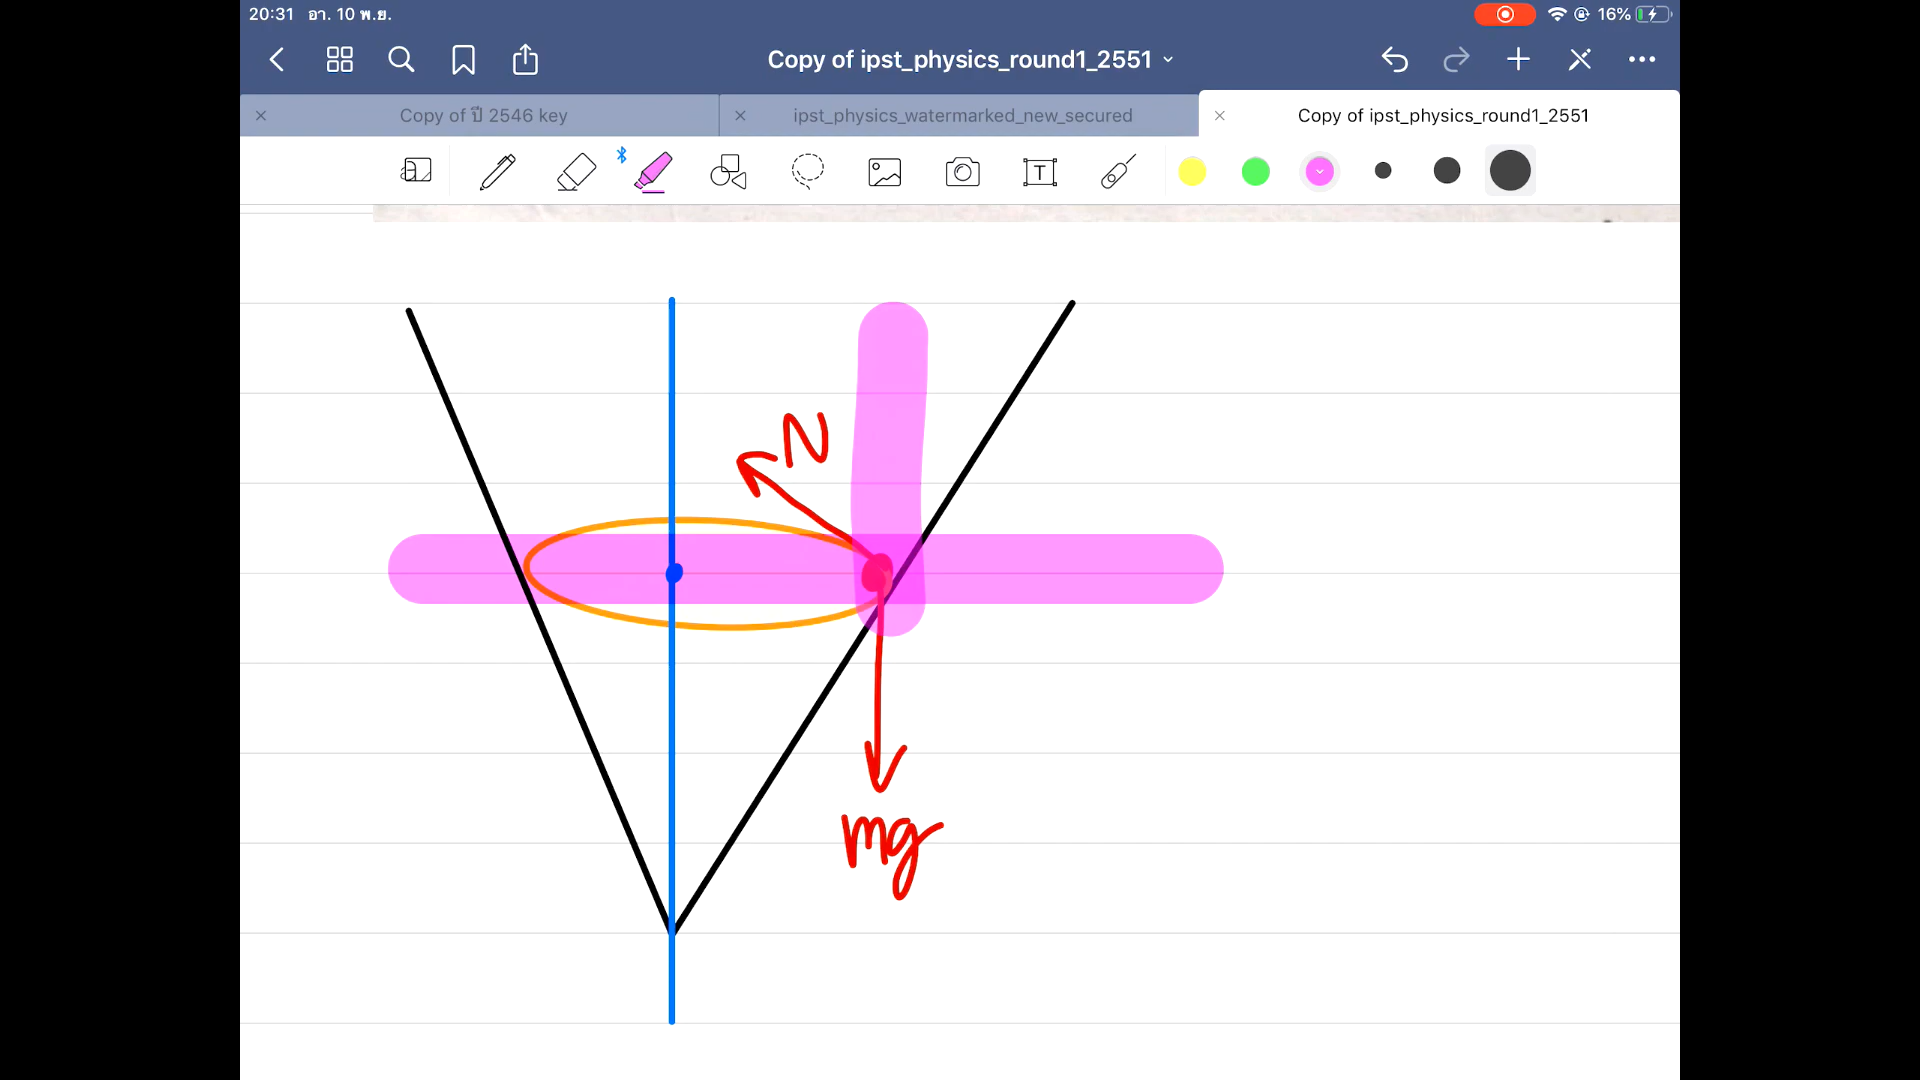 20:31 อา. 10 พ.ย.
16%
Copy of ipst_physics_round1_2551
Copy of ปี 2546 key
ipst_physics_watermarked_new_secured
Copy of ipst_physics_round1_2551
a
T
N
mg